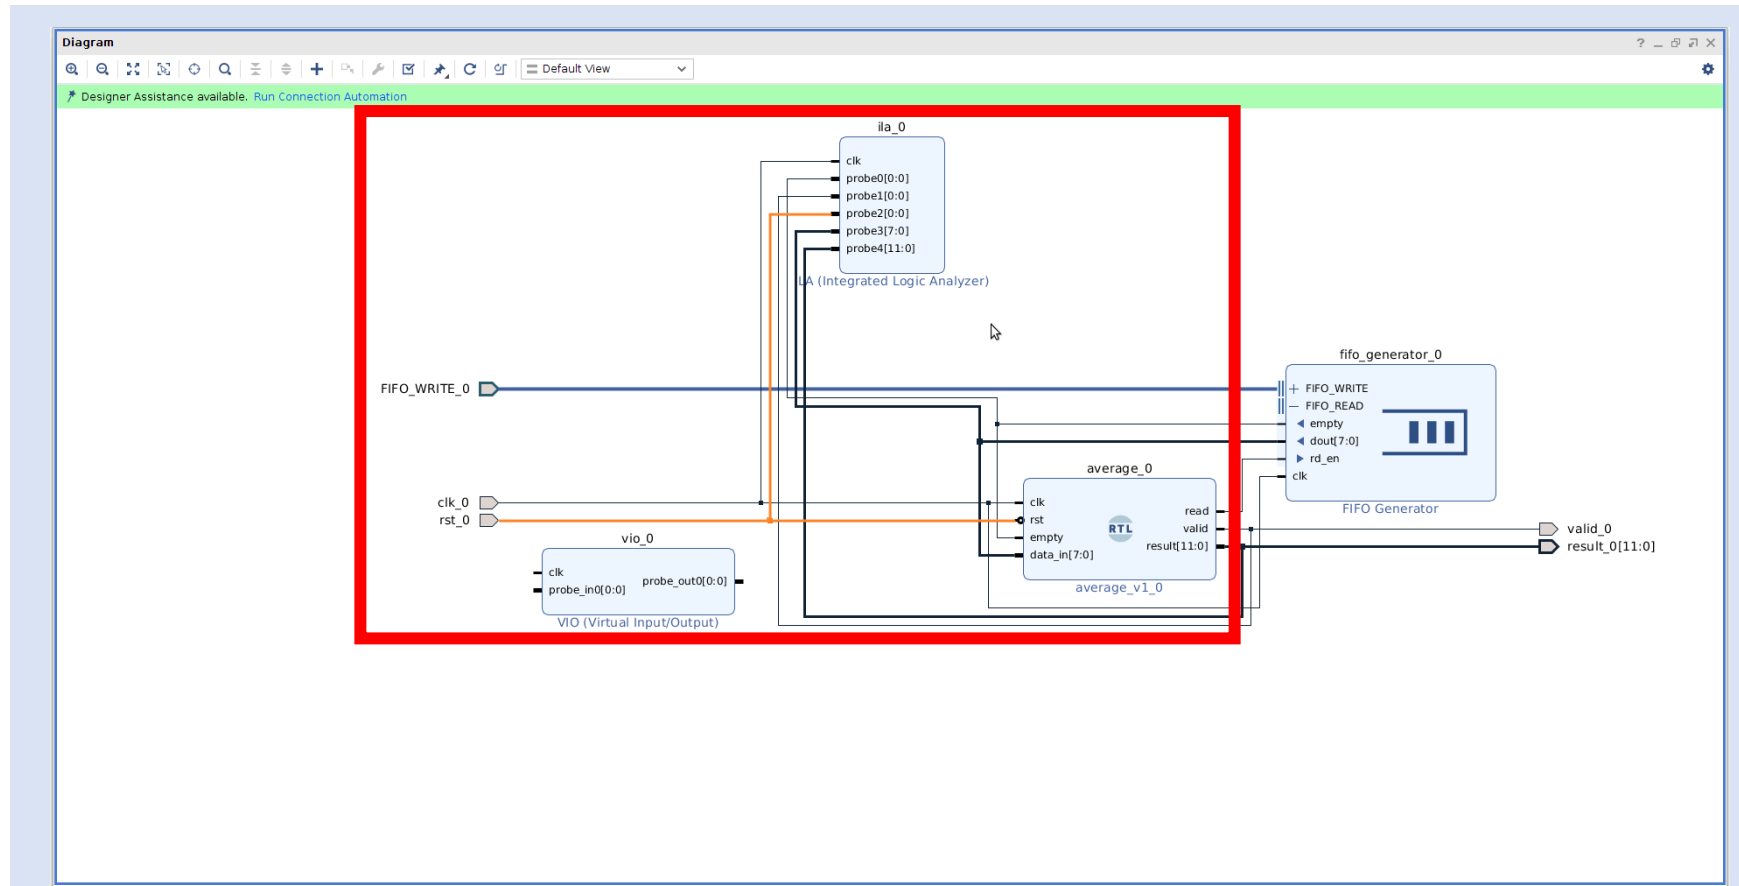 Diagram
Default View
Designer Assistance available. Run Connection Automation
ila_0
clk
probe0[0:0]
probe1[0:0]
probe2[0:0]
probe3[7:0]
probe4[11:0]
LA (Integrated Logic Analyzer)
FIFO_WRITE_0
fifo_generator_0
FIFO_WRITE
FIFO_READ
empty
dout[7:0]
rd_en
clk
FIFO Generator
clk_0
rst_0
average_0
clk
rst
empty
data_in[7:0]
RTL
read
valid
result[11:0]
average_v1_0
valid_0
result_0[11:0]
vio_0
clk
probe_in0[0:0]
probe_out0[0:0]
VIO (Virtual Input/Output)